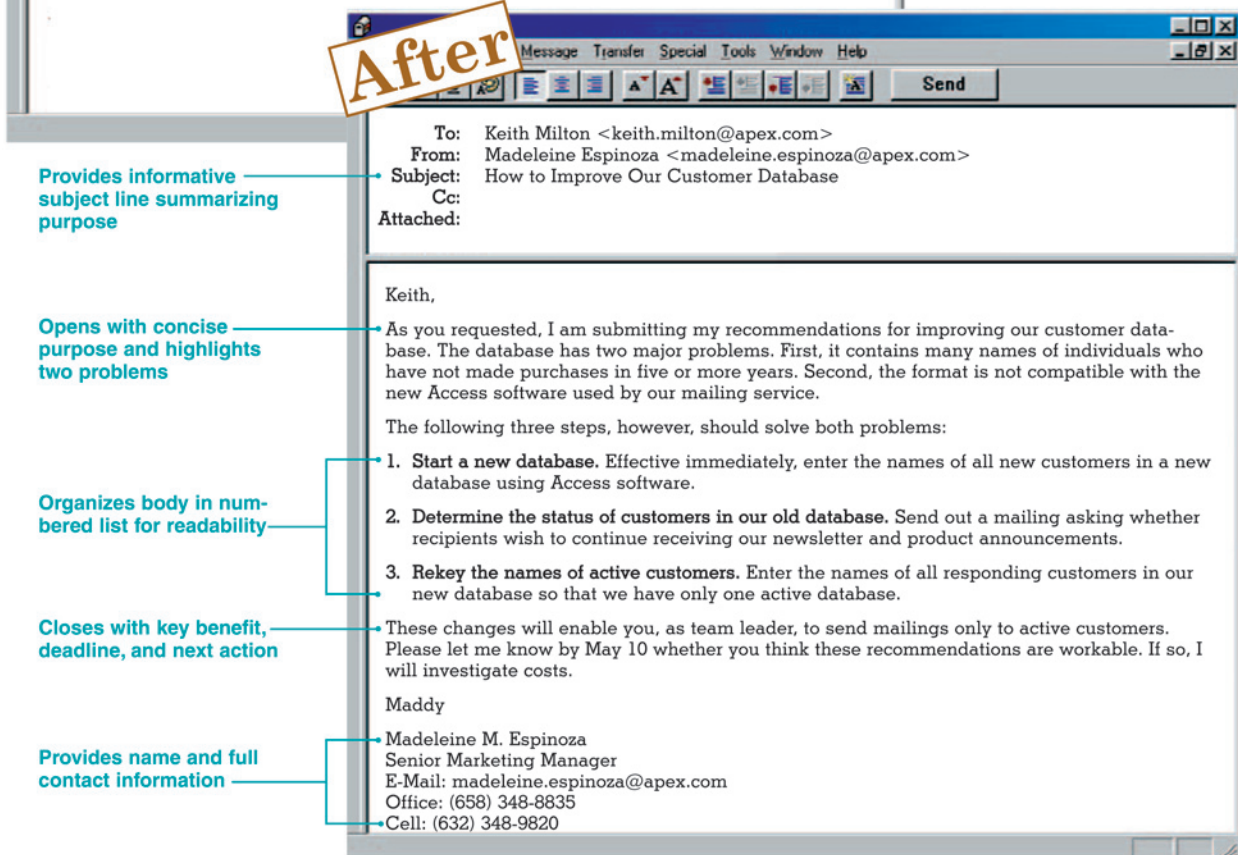 After
Message Transfer Special Tools Window Help
Send
To: Keith Milton <keith.milton@apex.com>
From: Madeleine Espinoza <madeleine.espinoza@apex.com>
Subject: How to Improve Our Customer Database
Cc:
Attached:
Provides informative
subject line summarizing
purpose
Keith,
Opens with concise
purpose and highlights
two problems
As you requested, I am submitting my recommendations for improving our customer data-
base. The database has two major problems. First, it contains many names of individuals who
have not made purchases in five or more years. Second, the format is not compatible with the
new Access software used by our mailing service.
The following three steps, however, should solve both problems:
Organizes body in num-
bered list for readability
1. Start a new database. Effective immediately, enter the names of all new customers in a new
database using Access software.
2. Determine the status of customers in our old database. Send out a mailing asking whether
recipients wish to continue receiving our newsletter and product announcements.
3. Rekey the names of active customers. Enter the names of all responding customers in our
new database so that we have only one active database.
Closes with key benefit,
deadline, and next action
These changes will enable you, as team leader, to send mailings only to active customers.
Please let me know by May 10 whether you think these recommendations are workable. If so, I
will investigate costs.
Maddy
Provides name and full
contact information
Madeleine M. Espinoza
Senior Marketing Manager
E-Mail: madeleine.espinoza@apex.com
Office: (658) 348-8835
Cell: (632) 348-9820